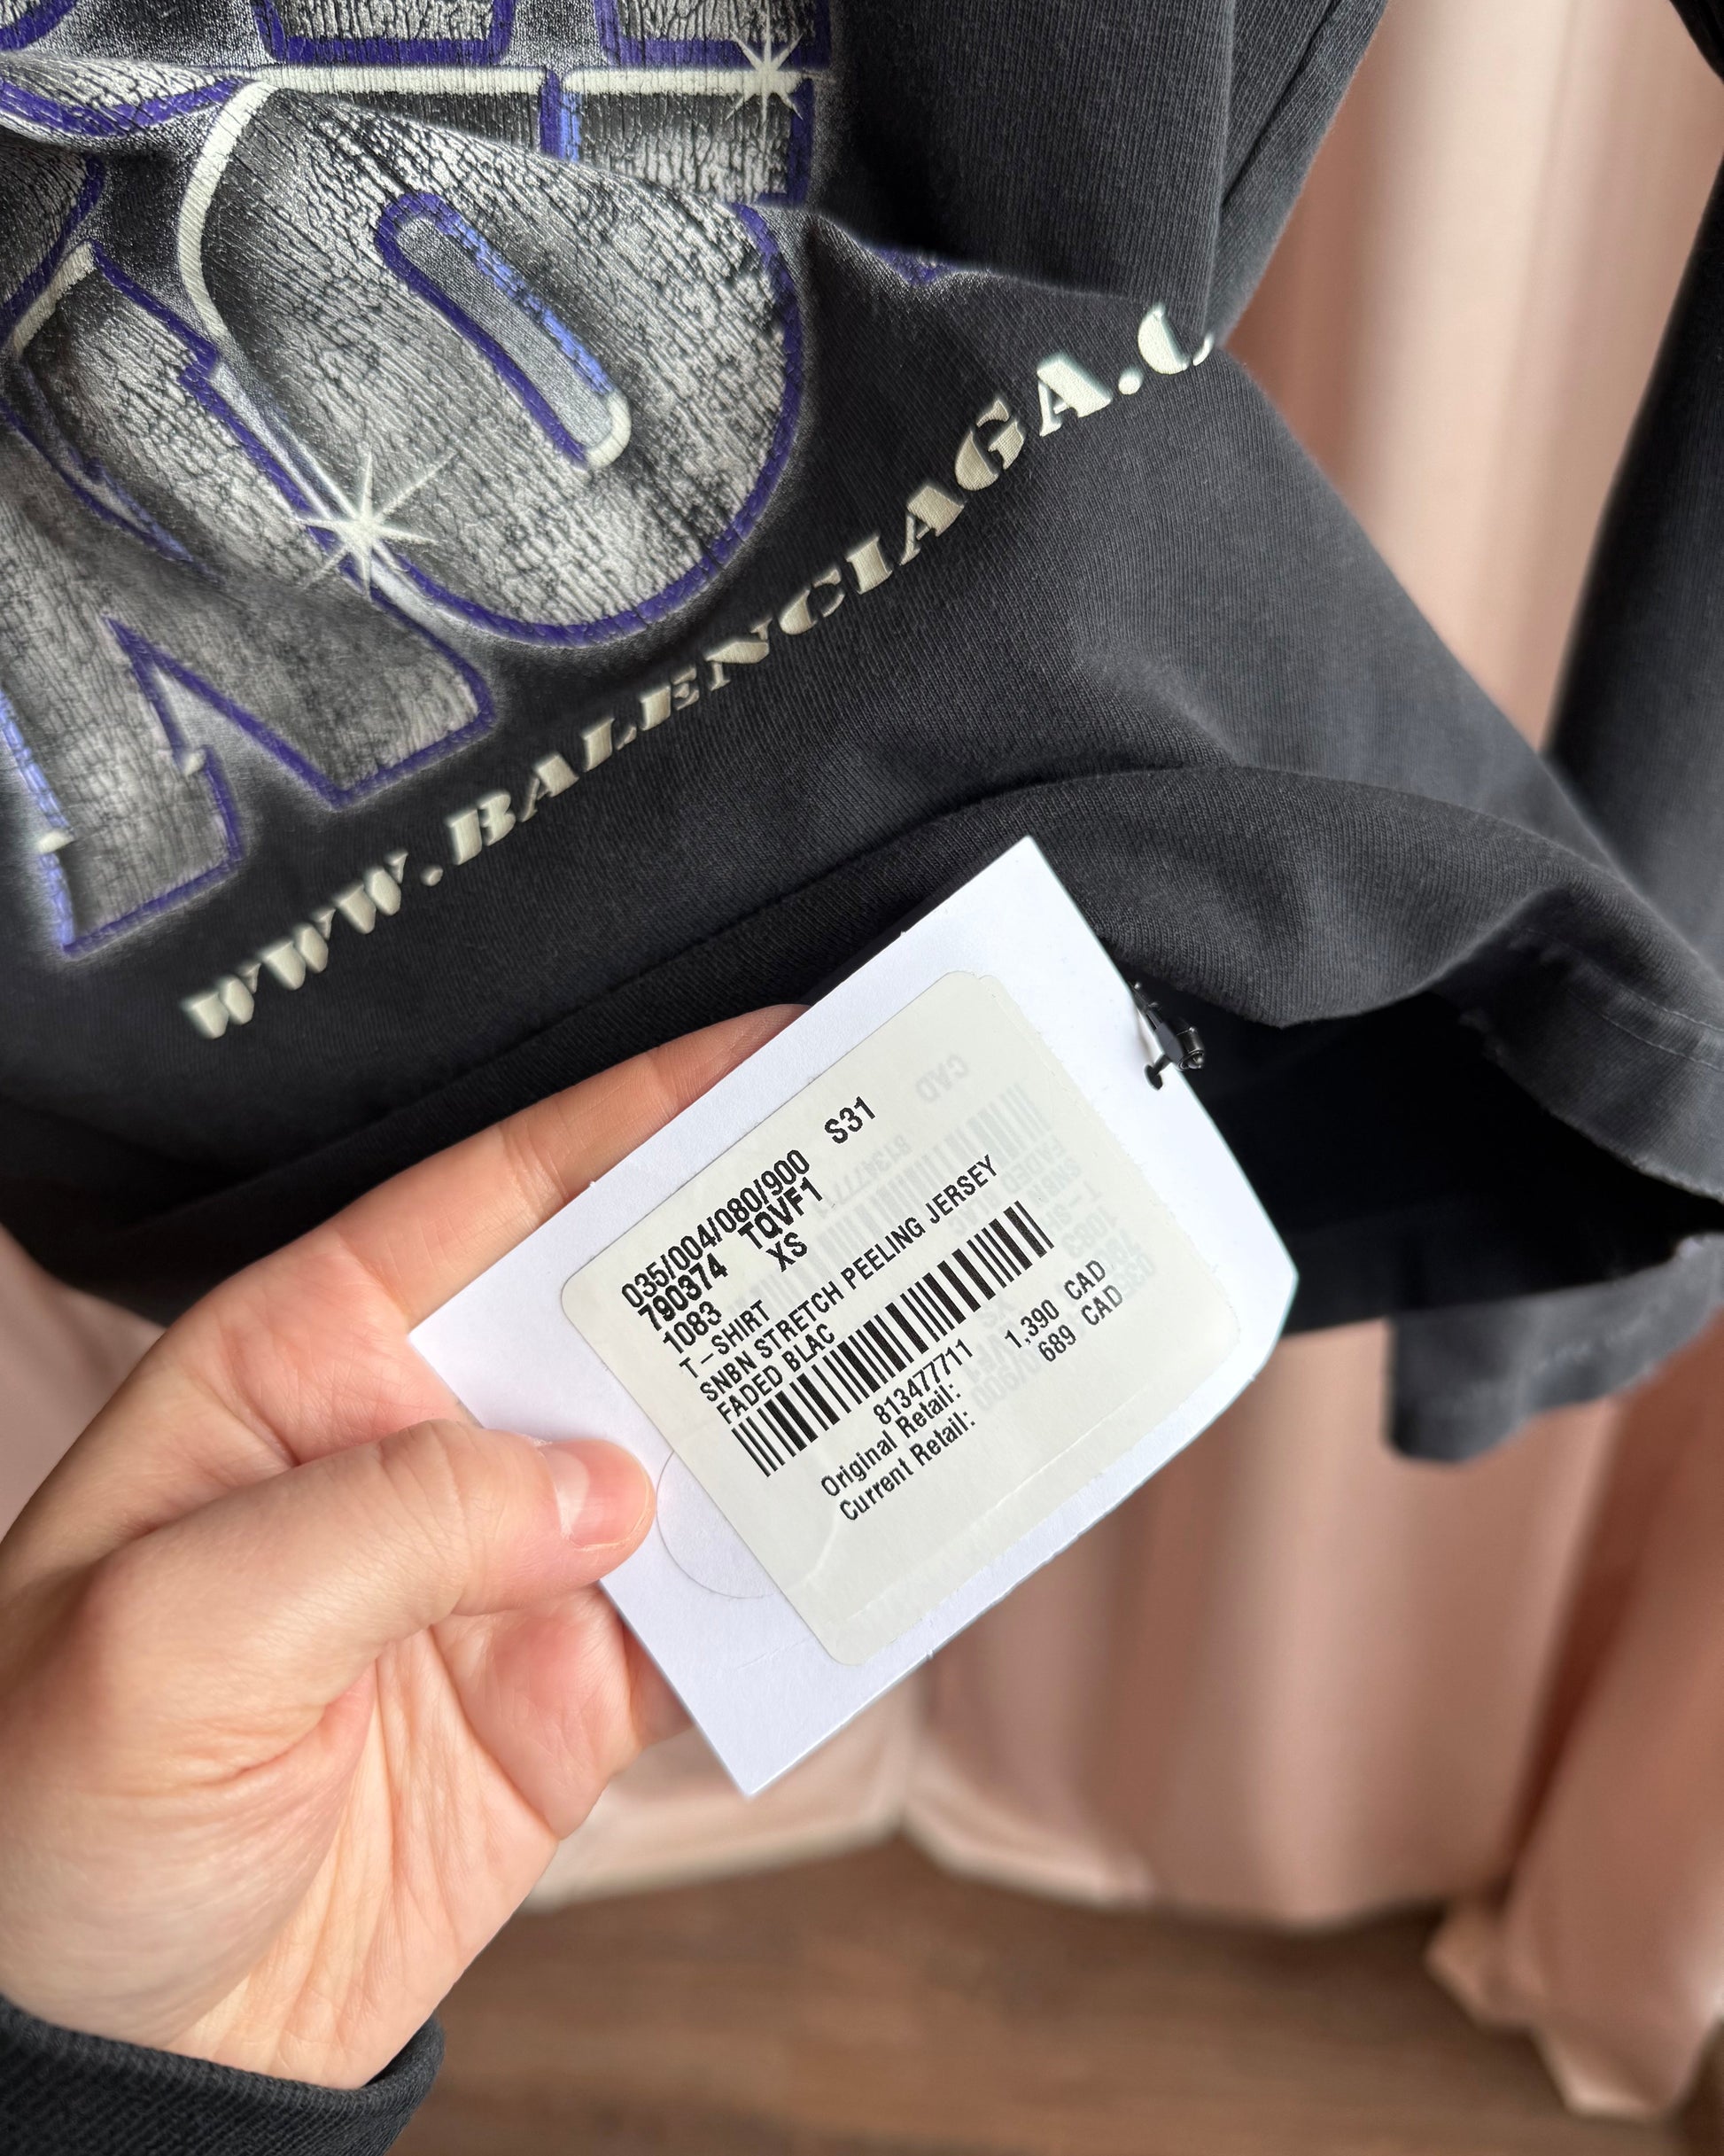 WWW.BALENCIAGA.C
035/004/080/900 S31
790374 TQVF1
1083 XS
T-SHIRT
SNBN STRETCH PEELING JERSEY
FADED BLAC
813477711
Original Retail: 1,390 CAD
Current Retail: 689 CAD